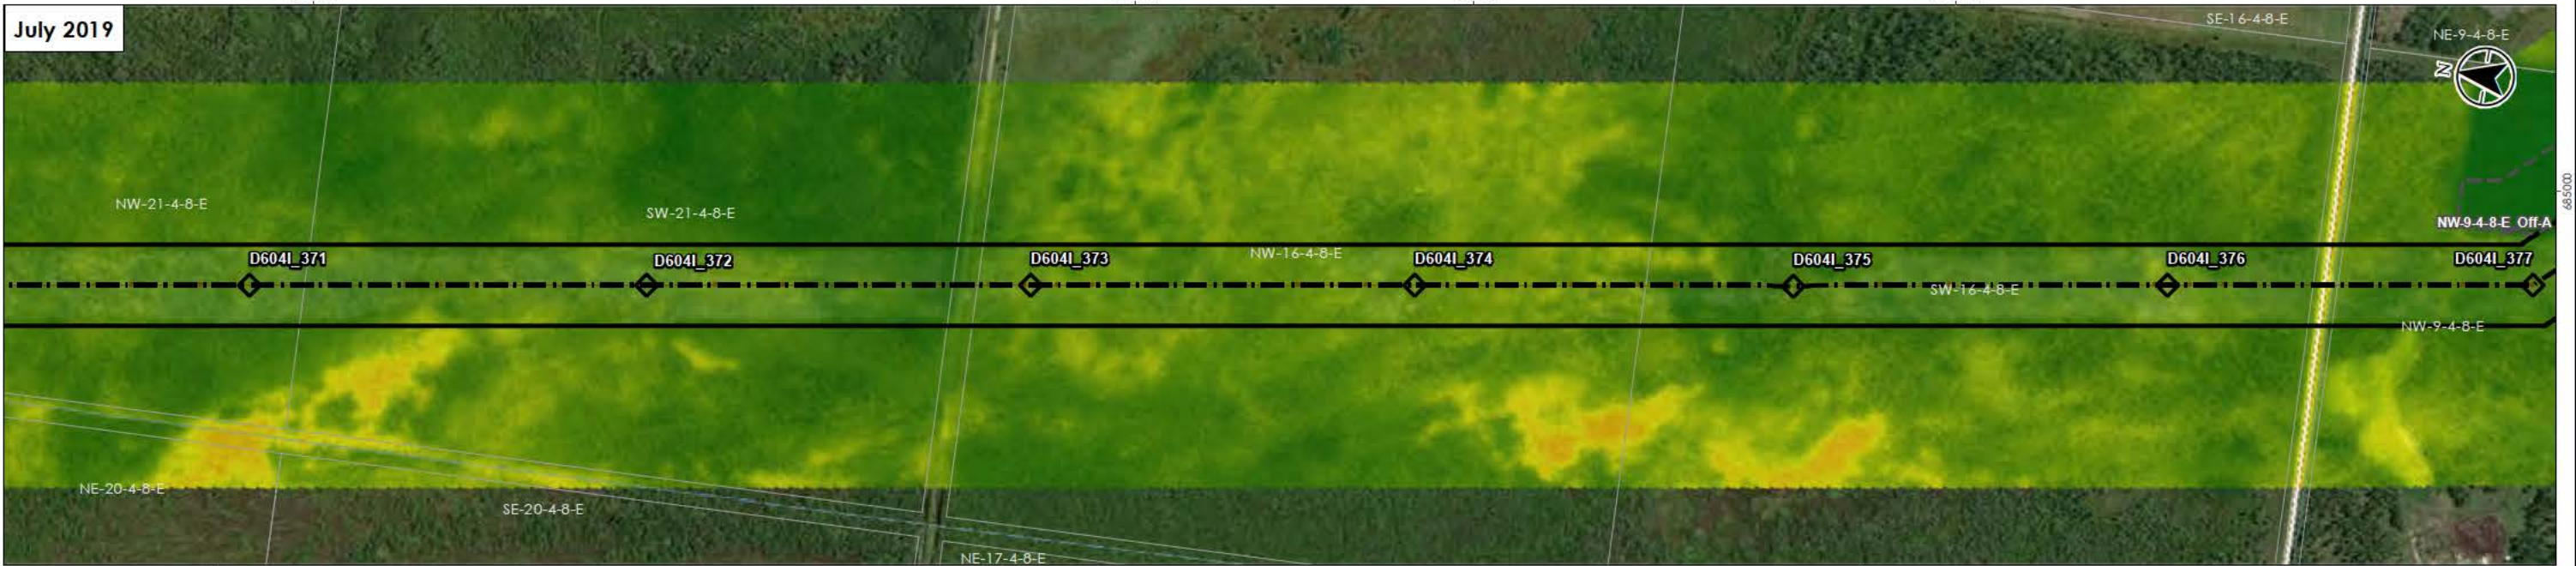 July 2019
SE-16-4-8-E
NE-9-4-8-E
N
685000
NW-21-4-8-E
SW-21-4-8-E
NW-9-4-8-E_Off-A
NW-16-4-8-E
D604I_371
D604I_372
D604I_373
D604I_374
D604I_375
D604I_376
D604I_377
SW-16-4-8-E
NW-9-4-8-E
NE-20-4-8-E
SE-20-4-8-E
NE-17-4-8-E